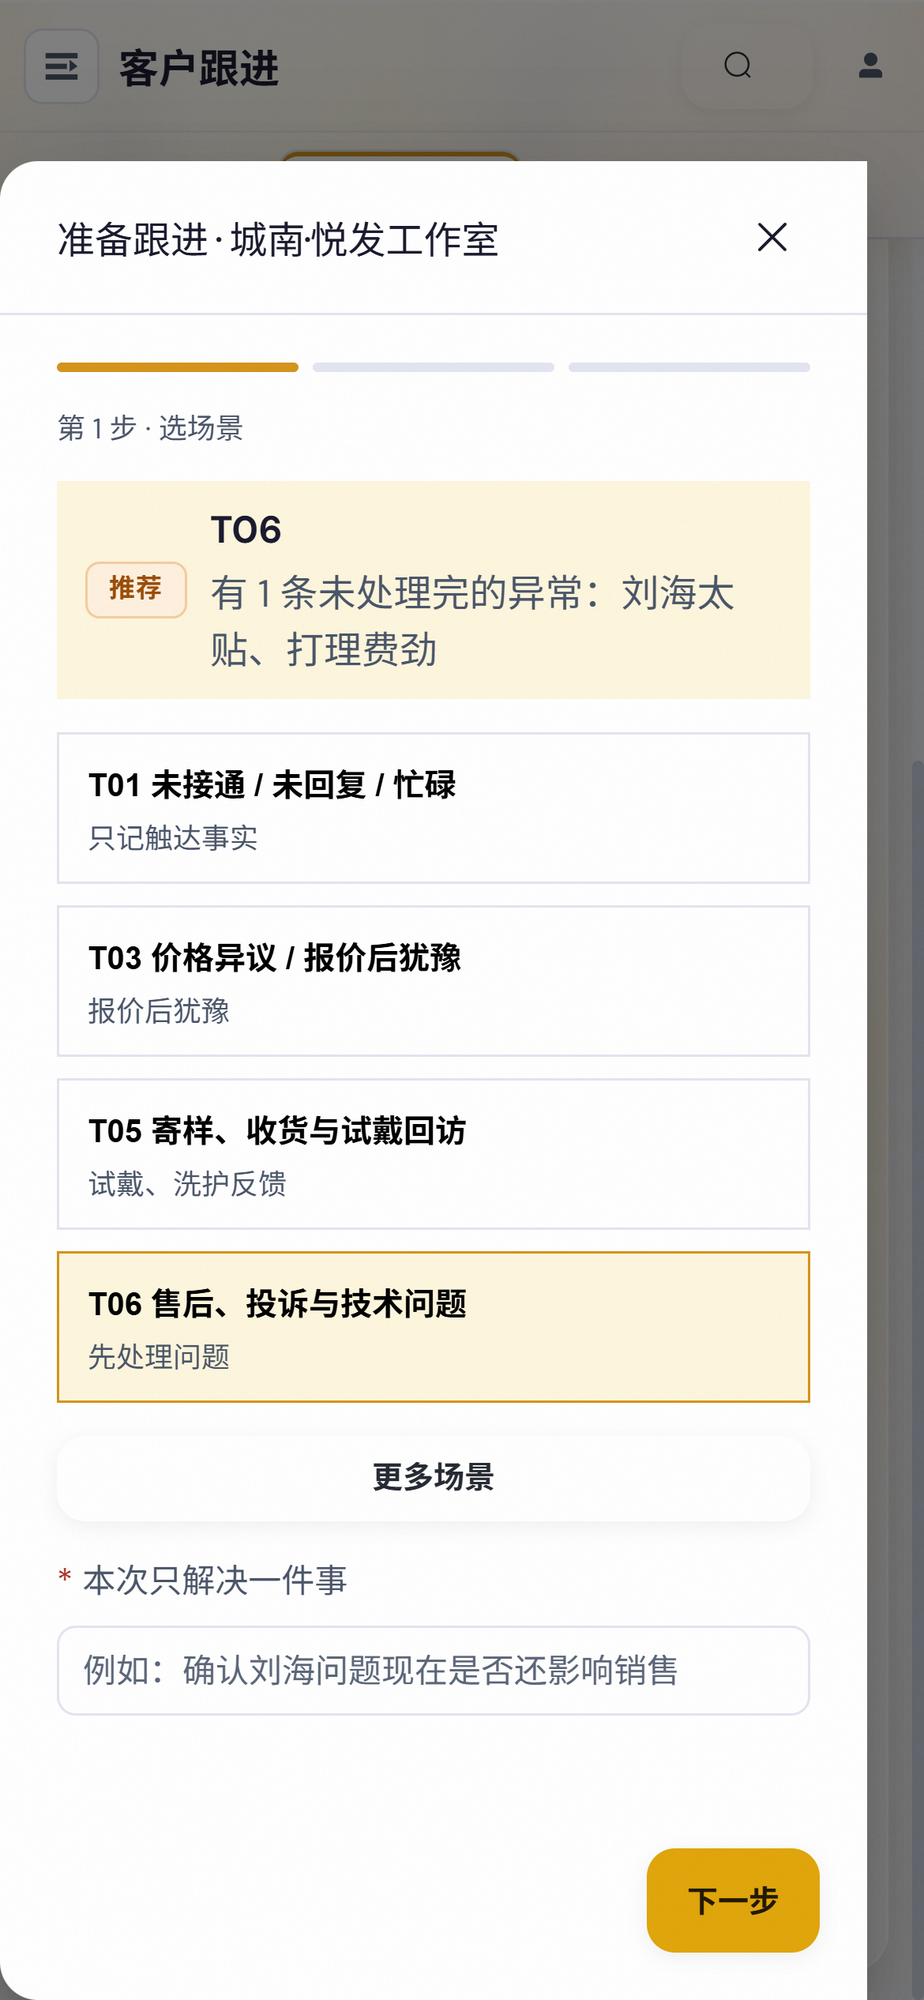 客户跟进
准备跟进 · 城南·悦发工作室
第 1 步 · 选场景
推荐
T06
有 1 条未处理完的异常：刘海太
贴、打理费劲
T01 未接通 / 未回复 / 忙碌
只记触达事实
T03 价格异议 / 报价后犹豫
报价后犹豫
T05 寄样、收货与试戴回访
试戴、洗护反馈
T06 售后、投诉与技术问题
先处理问题
更多场景
* 本次只解决一件事
例如：确认刘海问题现在是否还影响销售
下一步